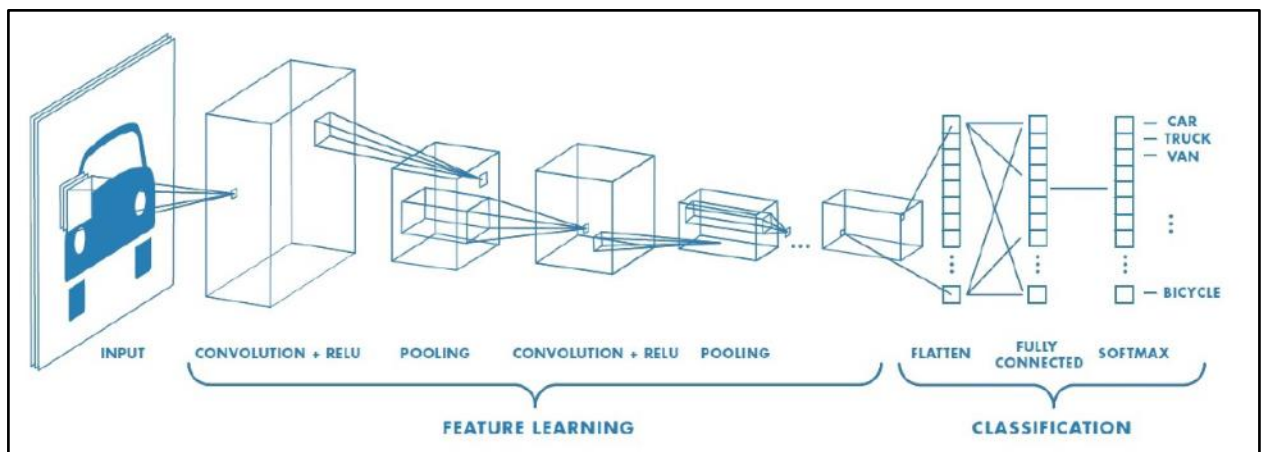 CAR
TRUCK
VAN
BICYCLE
INPUT
CONVOLUTION + RELU
POOLING
CONVOLUTION + RELU
POOLING
FLATTEN
FULLY
CONNECTED
SOFTMAX
FEATURE LEARNING
CLASSIFICATION